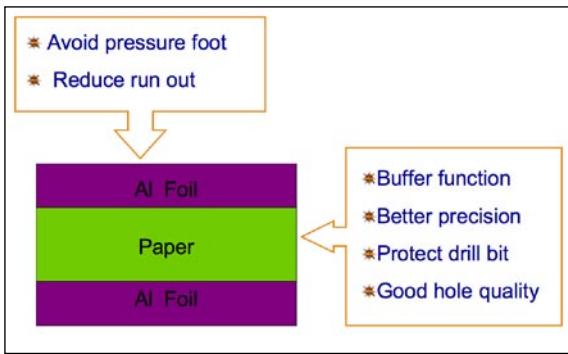 Avoid pressure foot
Reduce run out
Al Foil
Paper
Al Foil
Buffer function
Better precision
Protect drill bit
Good hole quality